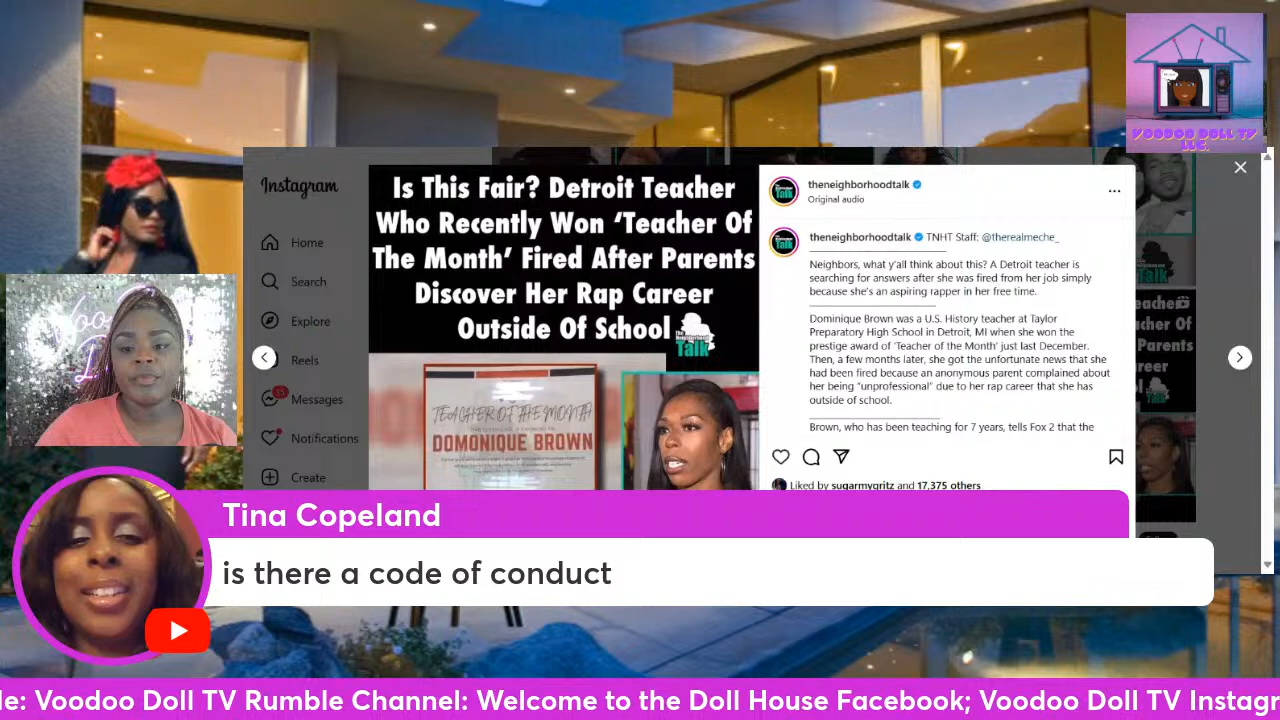 VOODOO DOLL TV LLC.
Instagram
Home
Search
Explore
Reels
Messages
Notifications
Create
Is This Fair? Detroit Teacher
Who Recently Won ‘Teacher Of
The Month’ Fired After Parents
Discover Her Rap Career
Outside Of School
The Neighborhood
Talk
TEACHER OF THE MONTH
DOMONIQUE BROWN
theneighborhoodtalk
Original audio
theneighborhoodtalk TNHT Staff: @therealmeche_
Neighbors, what y'all think about this? A Detroit teacher is
searching for answers after she was fired from her job simply
because she's an aspiring rapper in her free time.
Dominique Brown was a U.S. History teacher at Taylor
Preparatory High School in Detroit, MI when she won the
prestige award of 'Teacher of the Month' just last December.
Then, a few months later, she got the unfortunate news that she
had been fired because an anonymous parent complained about
her being "unprofessional" due to her rap career that she has
outside of school.
Brown, who has been teaching for 7 years, tells Fox 2 that the
Liked by sugarmygritz and 17,375 others
Tina Copeland
is there a code of conduct
le: Voodoo Doll TV Rumble Channel: Welcome to the Doll House Facebook; Voodoo Doll TV Instagr